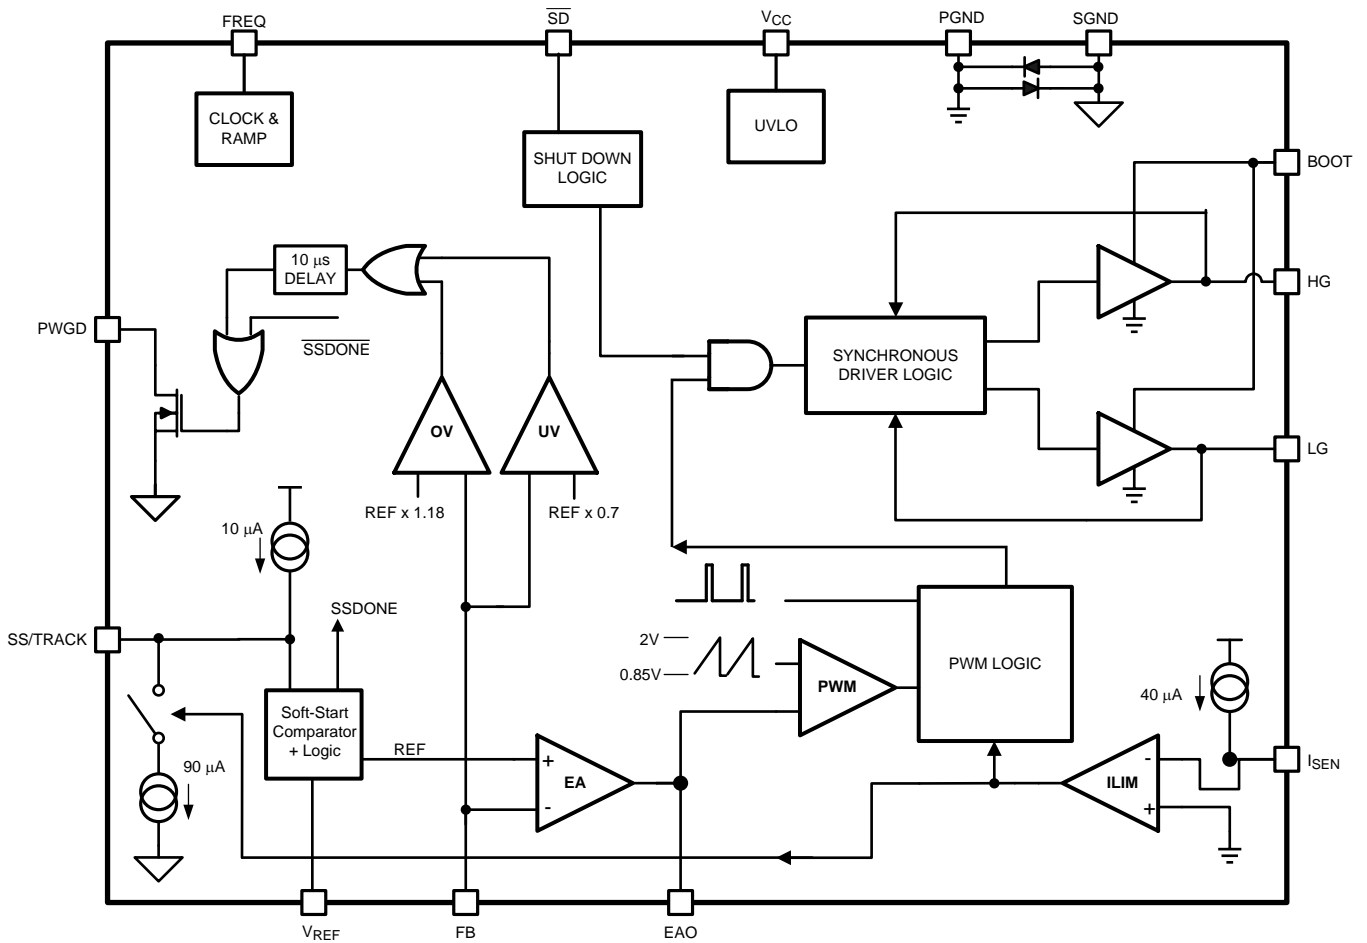 FREQ
SD
VCC
PGND
SGND
CLOCK &
RAMP
UVLO
SHUT DOWN
LOGIC
BOOT
10 μs
DELAY
HG
PWGD
SSDONE
SYNCHRONOUS
DRIVER LOGIC
OV
UV
LG
REF x 1.18
REF x 0.7
10 μA
SSDONE
SS/TRACK
2V
0.85V
PWM
PWM LOGIC
40 μA
Soft-Start
Comparator
+ Logic
REF
90 μA
+
EA
-
-
ILIM
+
ISEN
VREF
FB
EAO